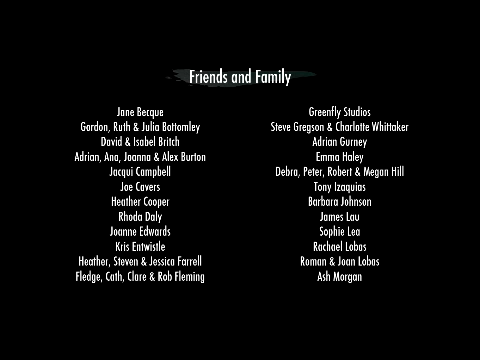 Friends and Family
Jane Becque
Gordon, Ruth & Julia Bottomley
David & Isabel Britch
Adrian, Ana, Joanna & Alex Burton
Jacqui Campbell
Joe Cavers
Heather Cooper
Rhoda Daly
Joanne Edwards
Kris Entwistle
Heather, Steven & Jessica Farrell
Fledge, Cath, Clare & Rob Fleming
Greenfly Studios
Steve Gregson & Charlotte Whittaker
Adrian Gurney
Emma Haley
Debra, Peter, Robert & Megan Hill
Tony Izaquias
Barbara Johnson
James Lau
Sophie Lea
Rachael Lobas
Roman & Joan Lobas
Ash Morgan